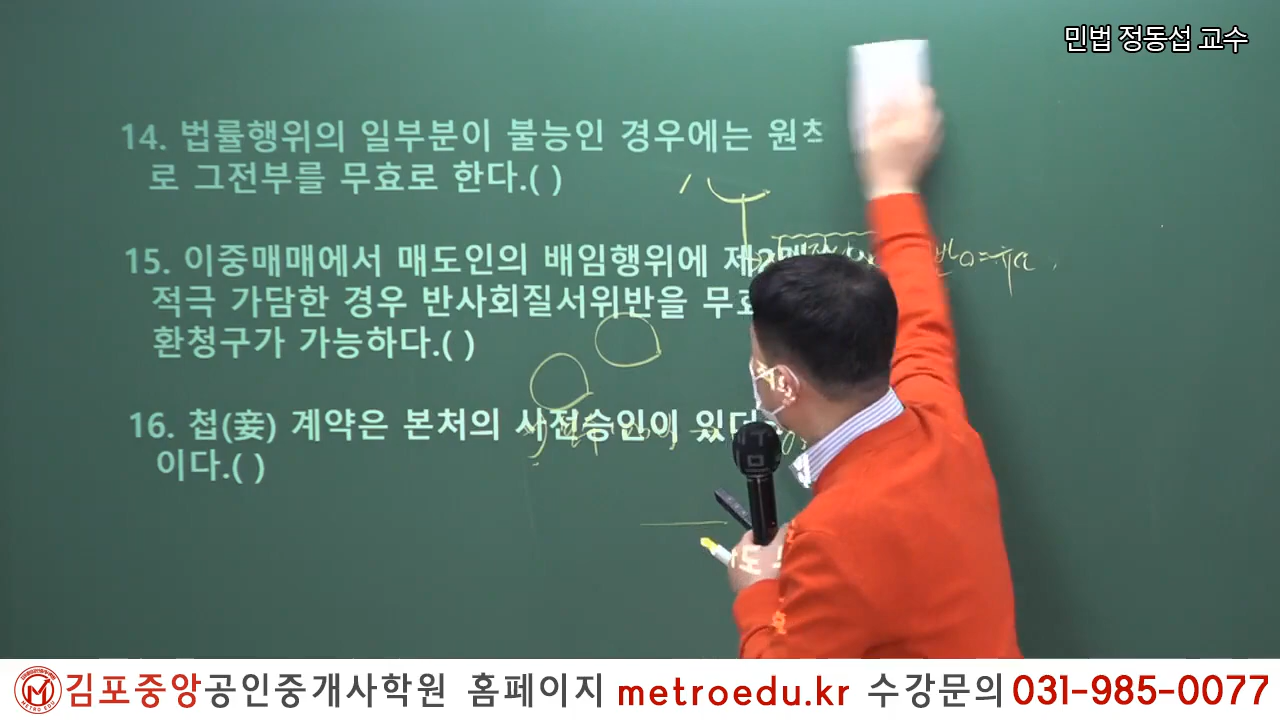 민법 정동섭 교수
14. 법률행위의 일부분이 불능인 경우에는 원
로 그전부를 무효로 한다.( )
15. 이중매매에서 매도인의 배임행위에
적극 가담한 경우 반사회질서위반을
환청구가 가능하다.( )
16. 첩(妾) 계약은 본처의 사전승인이
이다.( )
김포중앙공인중개사학원 홈페이지 metroedu.kr 수강문의 031-985-0077